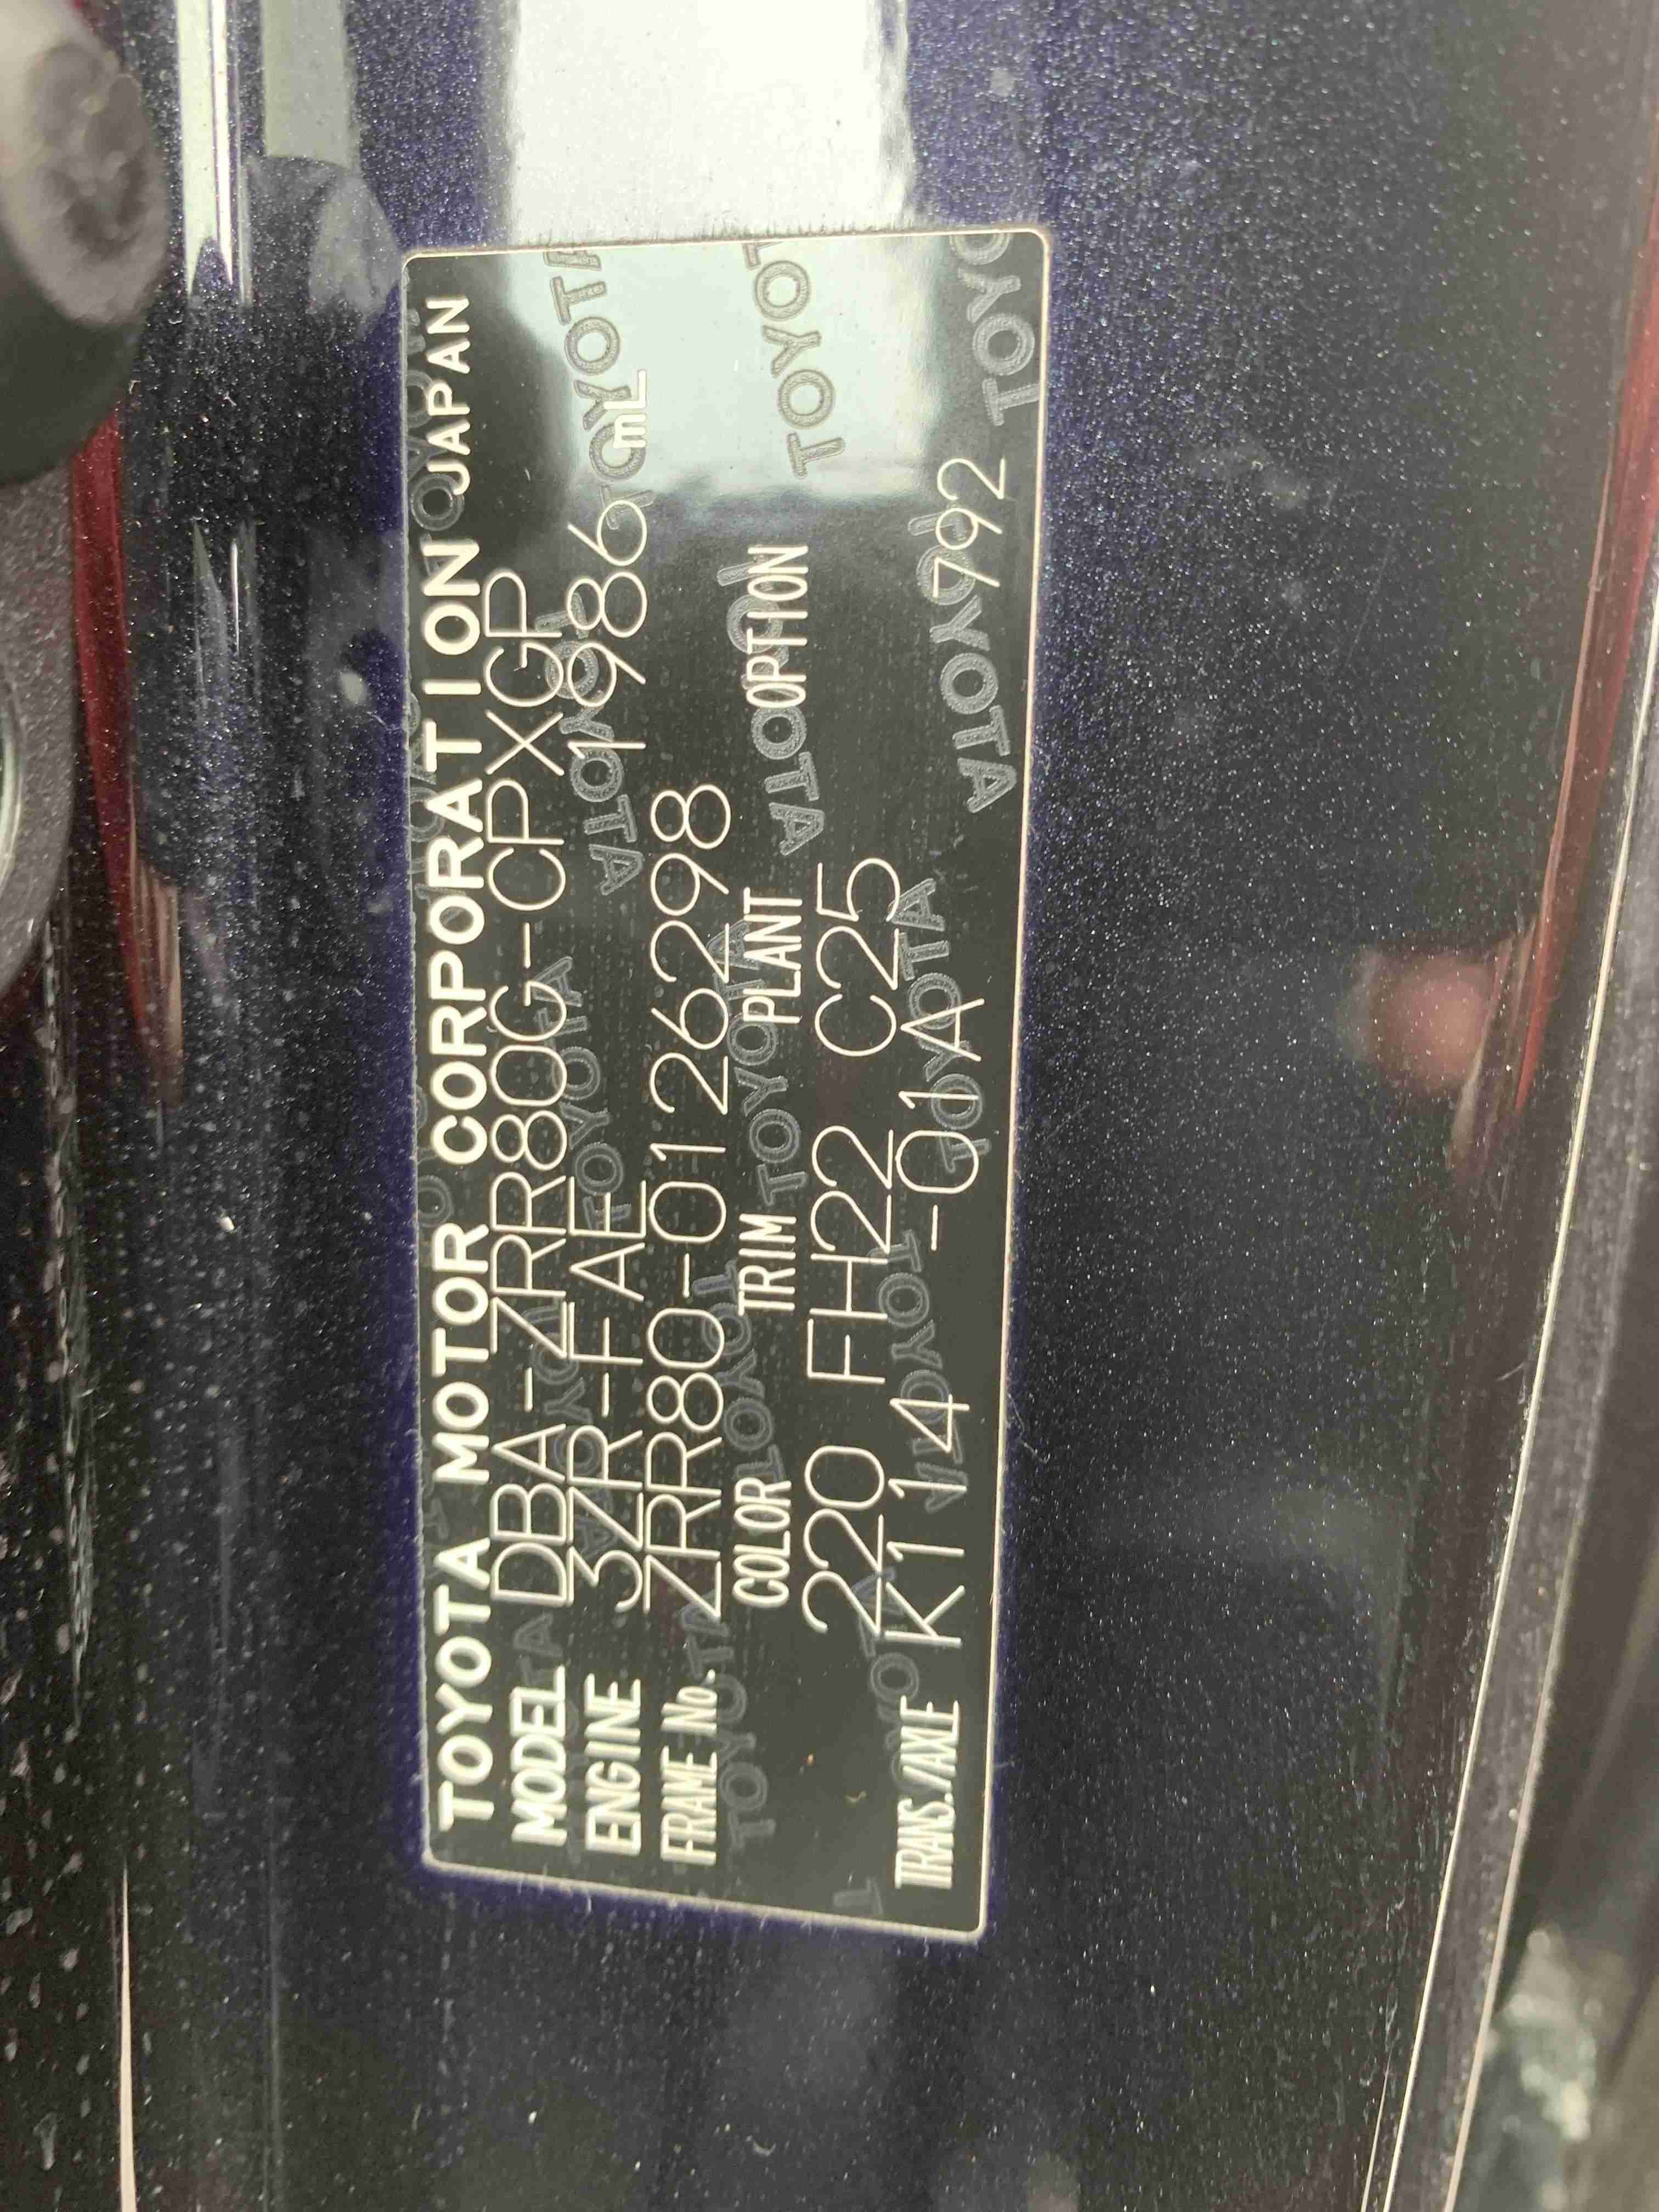 TOYOTA MOTOR CORPORATION JAPAN
MODEL DBA-ZRR80G-CPXGP
ENGINE 3ZR-FAE 1986 mL
FRAME No. ZRR80-0126298
COLOR TRIM PLANT OPTION
220 FH22 C25
TRANS./AXLE K114 -01A 792